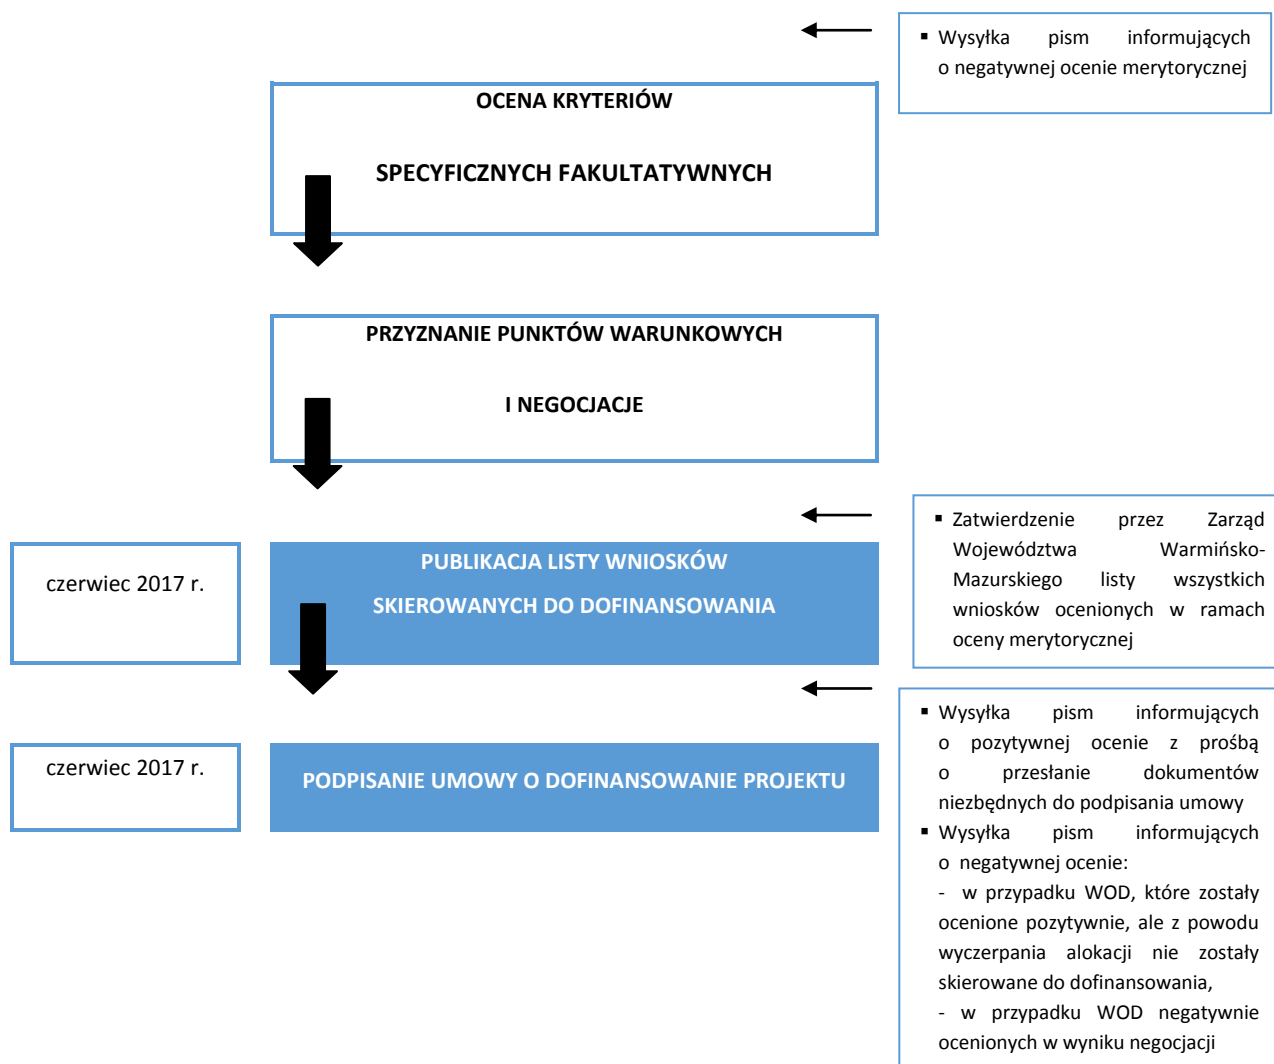 ▪ Wysyłka pism informujących
o negatywnej ocenie merytorycznej
OCENA KRYTERIÓW
SPECYFICZNYCH FAKULTATYWNYCH
PRZYZNANIE PUNKTÓW WARUNKOWYCH
I NEGOCJACJE
czerwiec 2017 r.
PUBLIKACJA LISTY WNIOSKÓW
SKIEROWANYCH DO DOFINANSOWANIA
▪ Zatwierdzenie przez Zarząd
Województwa Warmińsko-
Mazurskiego listy wszystkich
wniosków ocenionych w ramach
oceny merytorycznej
czerwiec 2017 r.
PODPISANIE UMOWY O DOFINANSOWANIE PROJEKTU
▪ Wysyłka pism informujących
o pozytywnej ocenie z prośbą
o przesłanie dokumentów
niezbędnych do podpisania umowy
▪ Wysyłka pism informujących
o negatywnej ocenie:
- w przypadku WOD, które zostały
ocenione pozytywnie, ale z powodu
wyczerpania alokacji nie zostały
skierowane do dofinansowania,
- w przypadku WOD negatywnie
ocenionych w wyniku negocjacji